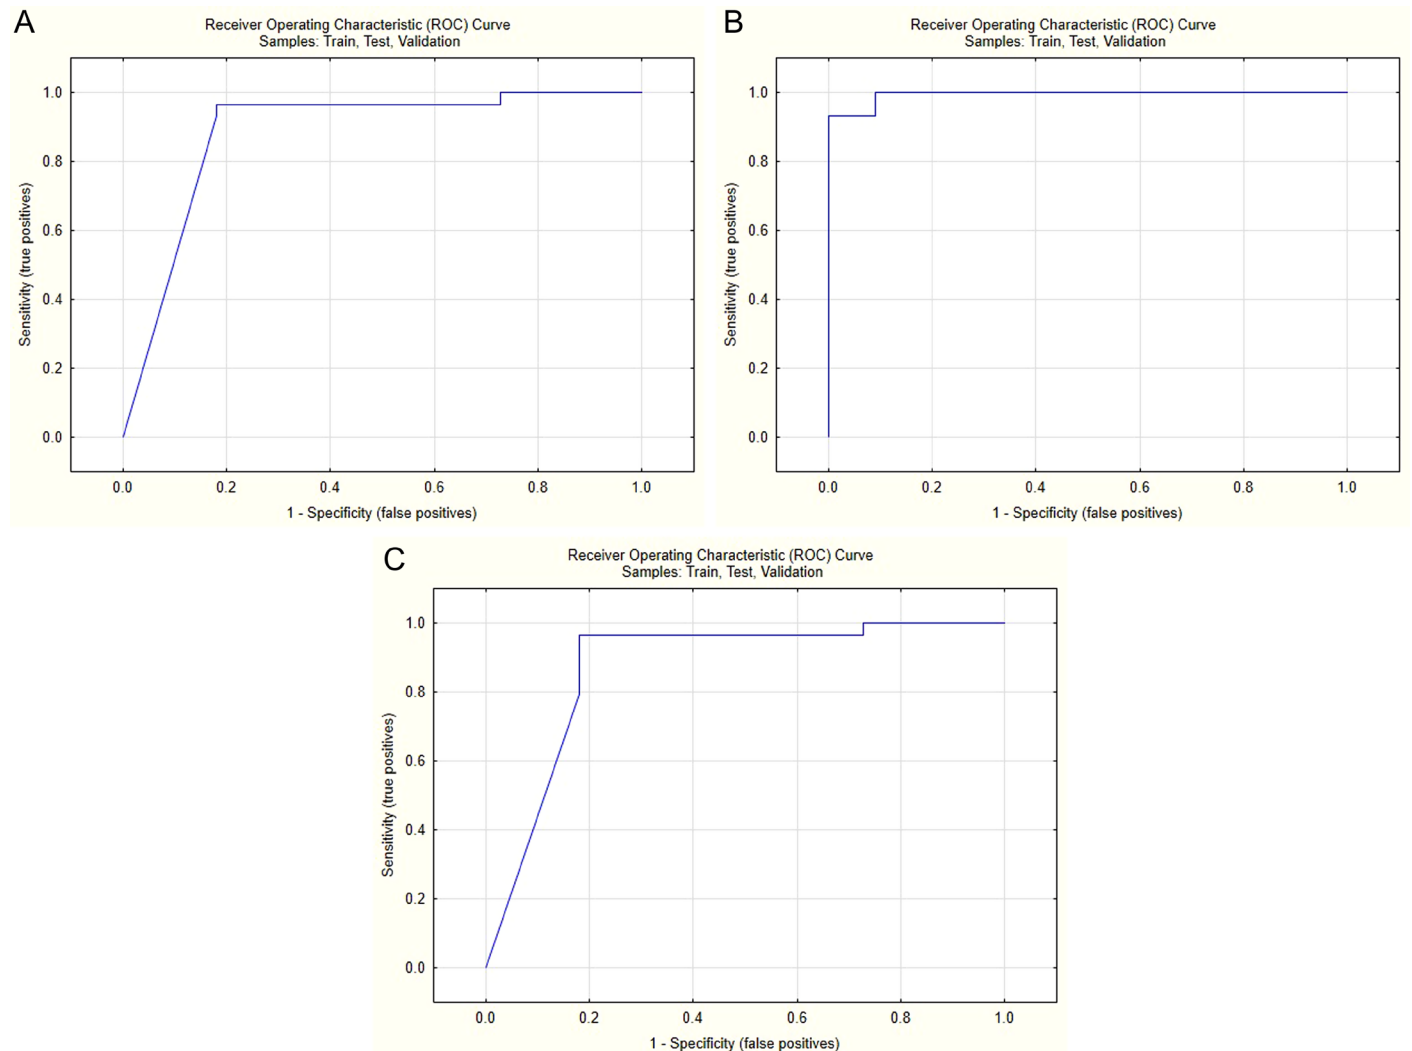 A
Receiver Operating Characteristic (ROC) Curve
Samples: Train, Test, Validation
1.0
0.8
0.6
0.4
0.2
0.0
Sensitivity (true positives)
0.0 0.2 0.4 0.6 0.8 1.0
1 - Specificity (false positives)
B
Receiver Operating Characteristic (ROC) Curve
Samples: Train, Test, Validation
1.0
0.8
0.6
0.4
0.2
0.0
Sensitivity (true positives)
0.0 0.2 0.4 0.6 0.8 1.0
1 - Specificity (false positives)
C
Receiver Operating Characteristic (ROC) Curve
Samples: Train, Test, Validation
1.0
0.8
0.6
0.4
0.2
0.0
Sensitivity (true positives)
0.0 0.2 0.4 0.6 0.8 1.0
1 - Specificity (false positives)